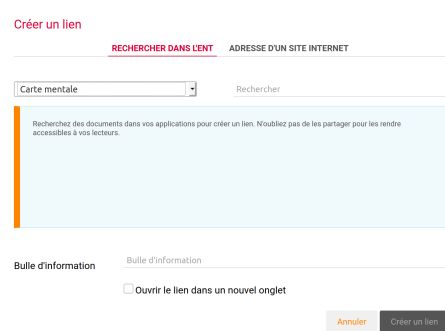 Créer un lien
RECHERCHER DANS L'ENT ADRESSE D'UN SITE INTERNET
Carte mentale Rechercher
Recherchez des documents dans vos applications pour créer un lien. N'oubliez pas de les partager pour les rendre
accessibles à vos lecteurs.
Bulle d'information Bulle d'information
Ouvrir le lien dans un nouvel onglet
Annuler Créer un lien